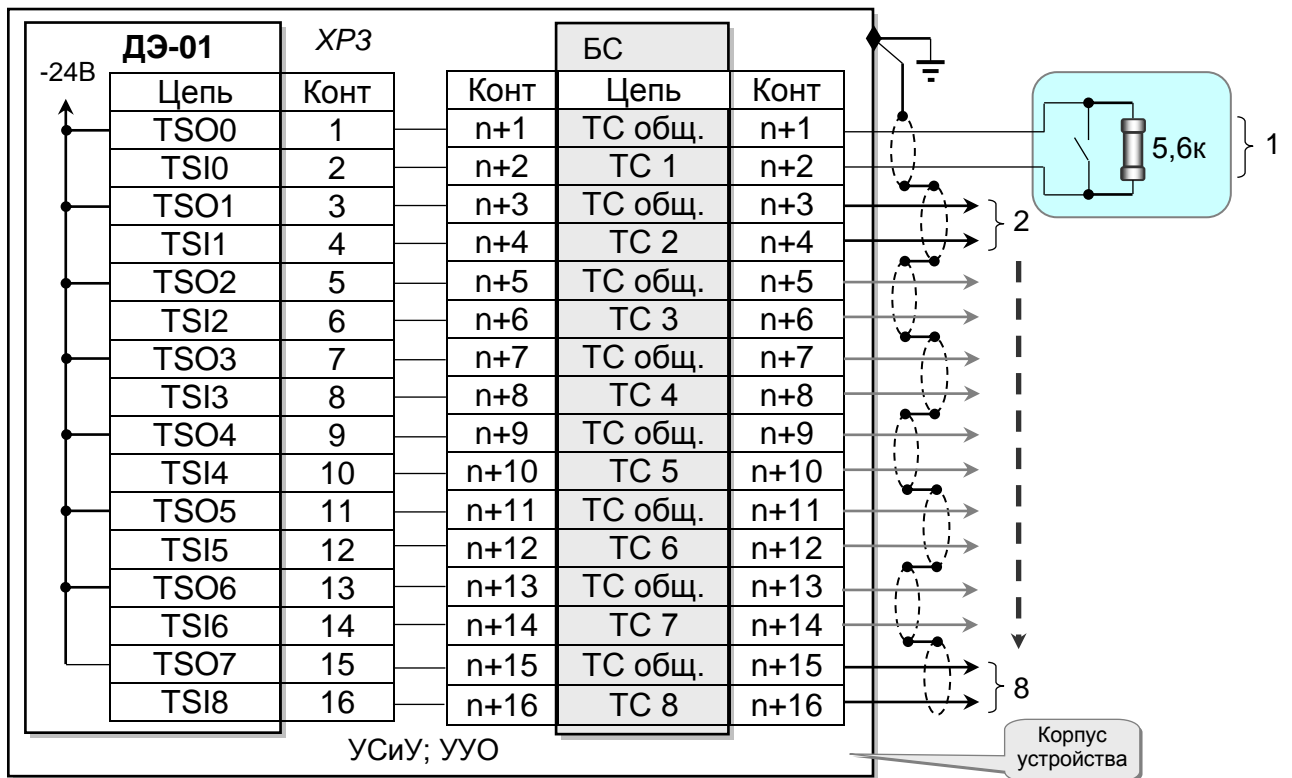 ДЭ-01 ХР3 БС
-24В
Цепь Конт Конт Цепь Конт
TSO0 1 n+1 ТС общ. n+1
TSI0 2 n+2 ТС 1 n+2 5,6к 1
TSO1 3 n+3 ТС общ. n+3
TSI1 4 n+4 ТС 2 n+4 2
TSO2 5 n+5 ТС общ. n+5
TSI2 6 n+6 ТС 3 n+6
TSO3 7 n+7 ТС общ. n+7
TSI3 8 n+8 ТС 4 n+8
TSO4 9 n+9 ТС общ. n+9
TSI4 10 n+10 ТС 5 n+10
TSO5 11 n+11 ТС общ. n+11
TSI5 12 n+12 ТС 6 n+12
TSO6 13 n+13 ТС общ. n+13
TSI6 14 n+14 ТС 7 n+14
TSO7 15 n+15 ТС общ. n+15
TSI8 16 n+16 ТС 8 n+16 8
УСиУ; УУО
Корпус
устройства